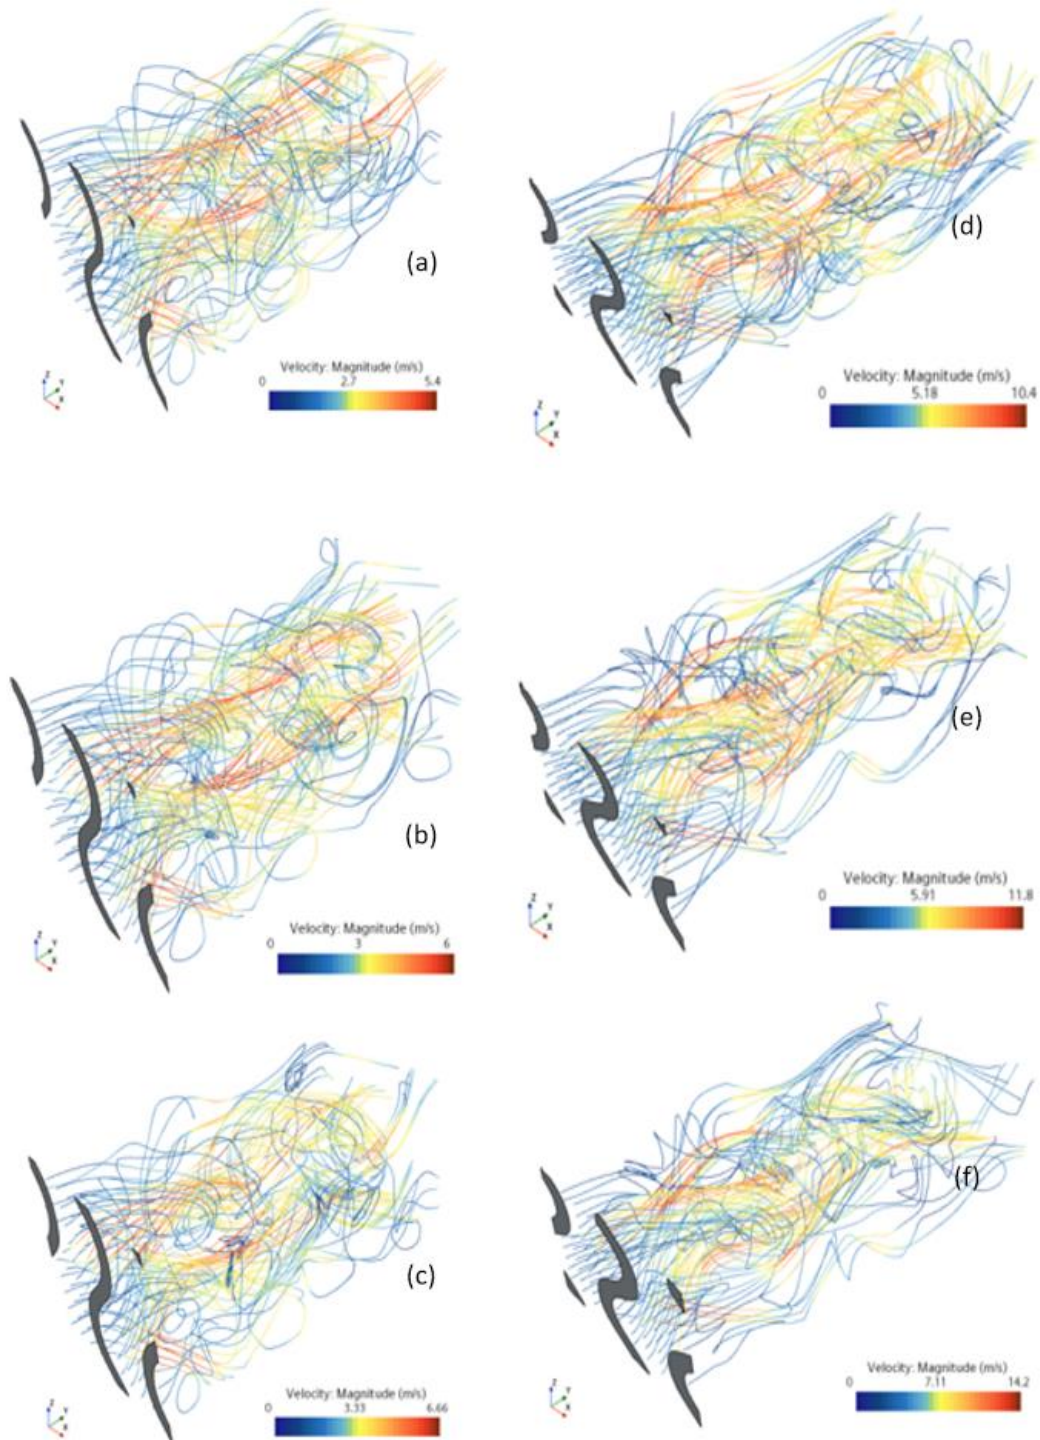 (a)
Velocity: Magnitude (m/s)
0 2.7 5.4
Z Y X
(d)
Velocity: Magnitude (m/s)
0 5.18 10.4
Z Y X
(b)
Velocity: Magnitude (m/s)
0 3 6
Z Y X
(e)
Velocity: Magnitude (m/s)
0 5.91 11.8
Z Y X
(c)
Velocity: Magnitude (m/s)
0 3.33 6.66
Z Y X
(f)
Velocity: Magnitude (m/s)
0 7.11 14.2
Z Y X